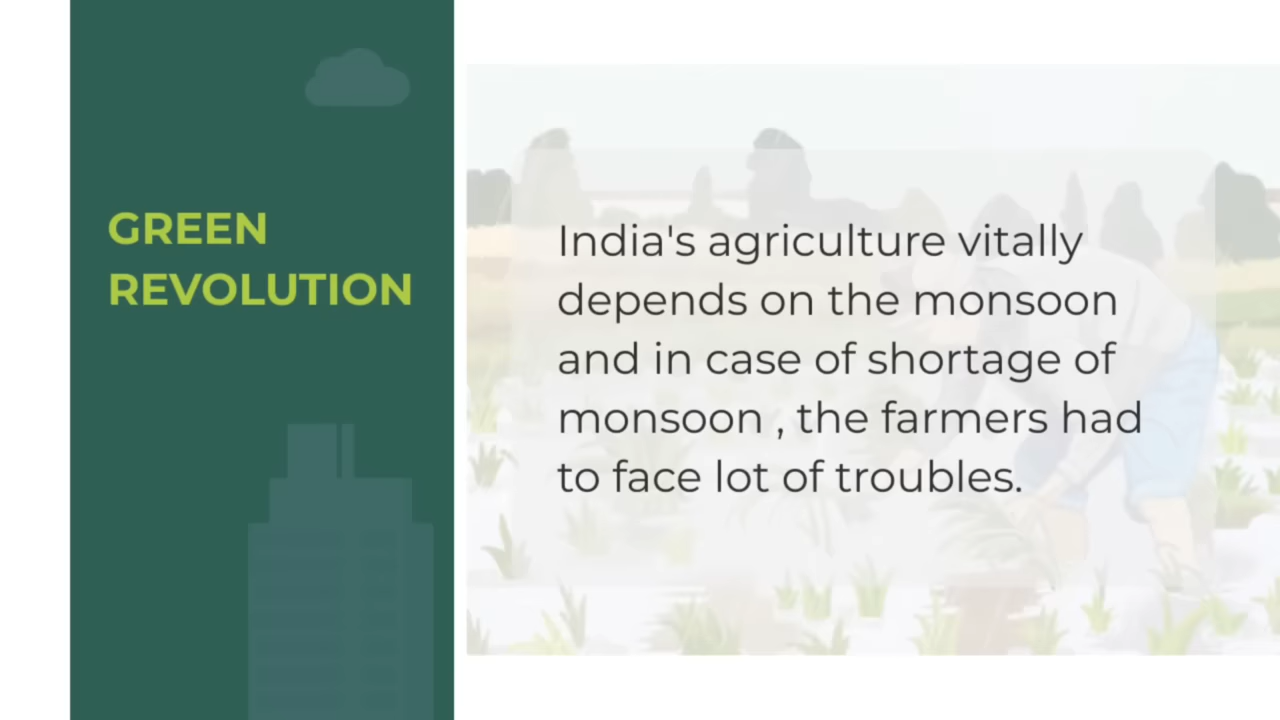 GREEN
REVOLUTION
India's agriculture vitally
depends on the monsoon
and in case of shortage of
monsoon , the farmers had
to face lot of troubles.